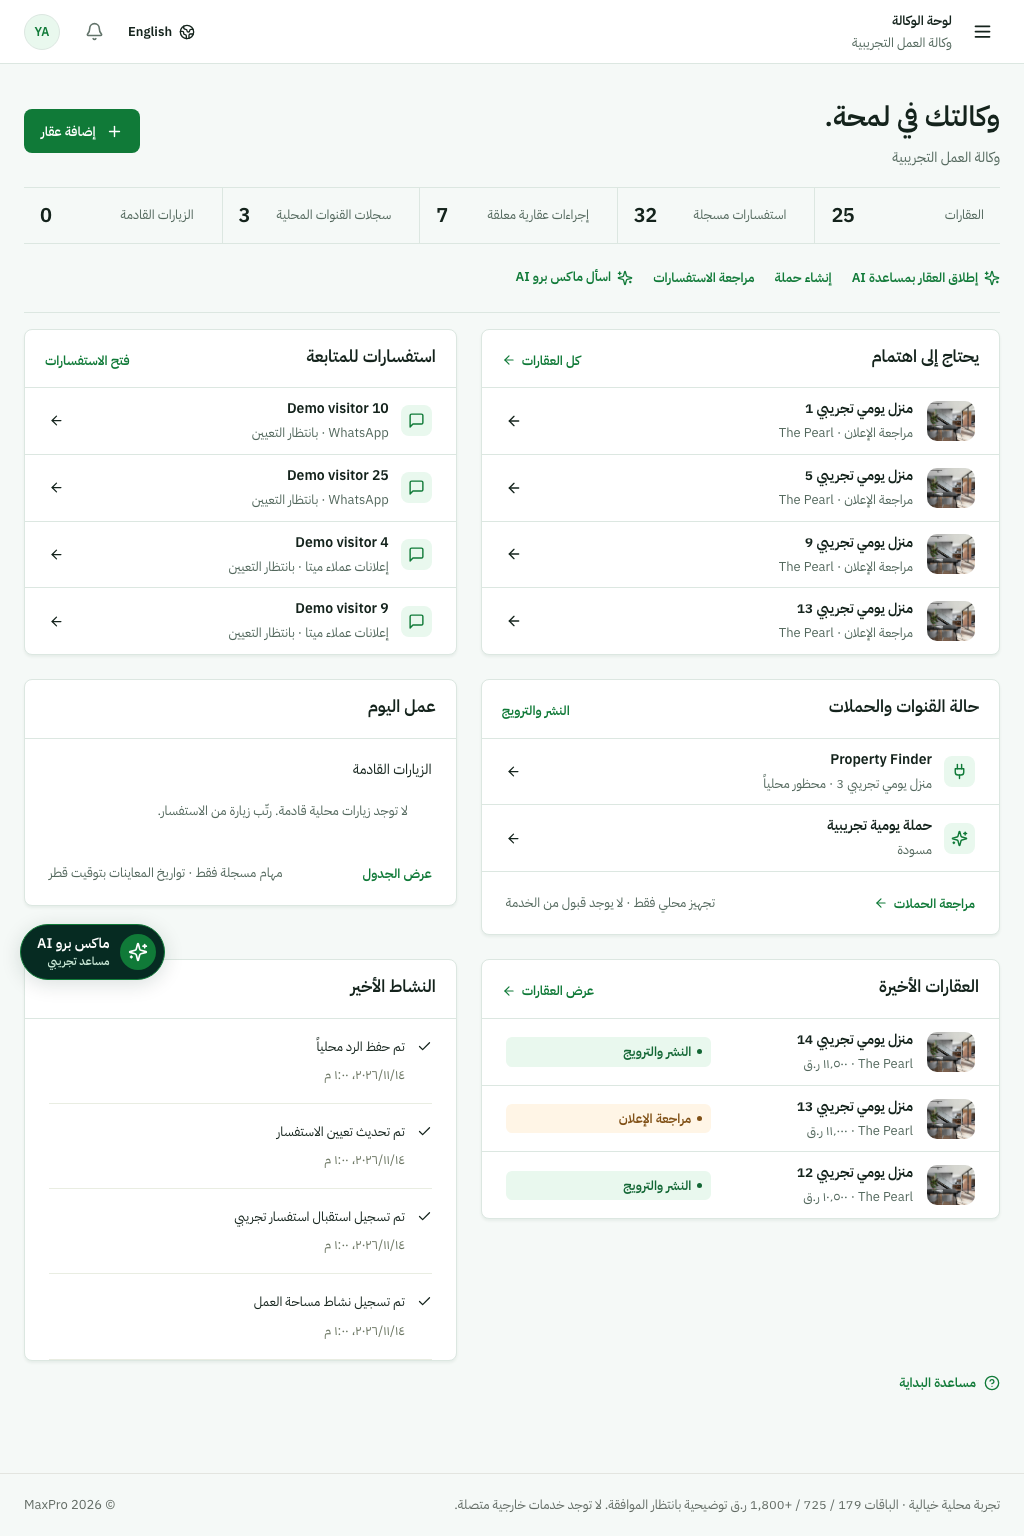 لوحة الوكالة
وكالة العمل التجريبية
English
YA
وكالتك في لمحة.
وكالة العمل التجريبية
إضافة عقار
العقارات 25
استفسارات مسجلة 32
إجراءات عقارية معلقة 7
سجلات القنوات المحلية 3
الزيارات القادمة 0
إطلاق العقار بمساعدة AI
إنشاء حملة
مراجعة الاستفسارات
اسأل ماكس برو AI
يحتاج إلى اهتمام
كل العقارات
منزل يومي تجريبي 1
مراجعة الإعلان · The Pearl
منزل يومي تجريبي 5
مراجعة الإعلان · The Pearl
منزل يومي تجريبي 9
مراجعة الإعلان · The Pearl
منزل يومي تجريبي 13
مراجعة الإعلان · The Pearl
استفسارات للمتابعة
فتح الاستفسارات
Demo visitor 10
WhatsApp · بانتظار التعيين
Demo visitor 25
WhatsApp · بانتظار التعيين
Demo visitor 4
إعلانات عملاء ميتا · بانتظار التعيين
Demo visitor 9
إعلانات عملاء ميتا · بانتظار التعيين
حالة القنوات والحملات
النشر والترويج
Property Finder
منزل يومي تجريبي 3 · محظور محلياً
حملة يومية تجريبية
مسودة
مراجعة الحملات
تجهيز محلي فقط · لا يوجد قبول من الخدمة
عمل اليوم
الزيارات القادمة
لا توجد زيارات محلية قادمة. رتّب زيارة من الاستفسار.
عرض الجدول
مهام مسجلة فقط · تواريخ المعاينات بتوقيت قطر
ماكس برو AI
مساعد تجريبي
العقارات الأخيرة
عرض العقارات
منزل يومي تجريبي 14
The Pearl · ١١,٥٠٠ ر.ق
النشر والترويج
منزل يومي تجريبي 13
The Pearl · ١١,٠٠٠ ر.ق
مراجعة الإعلان
منزل يومي تجريبي 12
The Pearl · ١٠,٥٠٠ ر.ق
النشر والترويج
النشاط الأخير
تم حفظ الرد محلياً
١٤‏/١١‏/٢٠٢٦، ١:٠٠ م
تم تحديث تعيين الاستفسار
١٤‏/١١‏/٢٠٢٦، ١:٠٠ م
تم تسجيل استقبال استفسار تجريبي
١٤‏/١١‏/٢٠٢٦، ١:٠٠ م
تم تسجيل نشاط مساحة العمل
١٤‏/١١‏/٢٠٢٦، ١:٠٠ م
مساعدة البداية
تجربة محلية خيالية · الباقات 179 / 725 / +1,800 ر.ق توضيحية بانتظار الموافقة. لا توجد خدمات خارجية متصلة.
© 2026 MaxPro